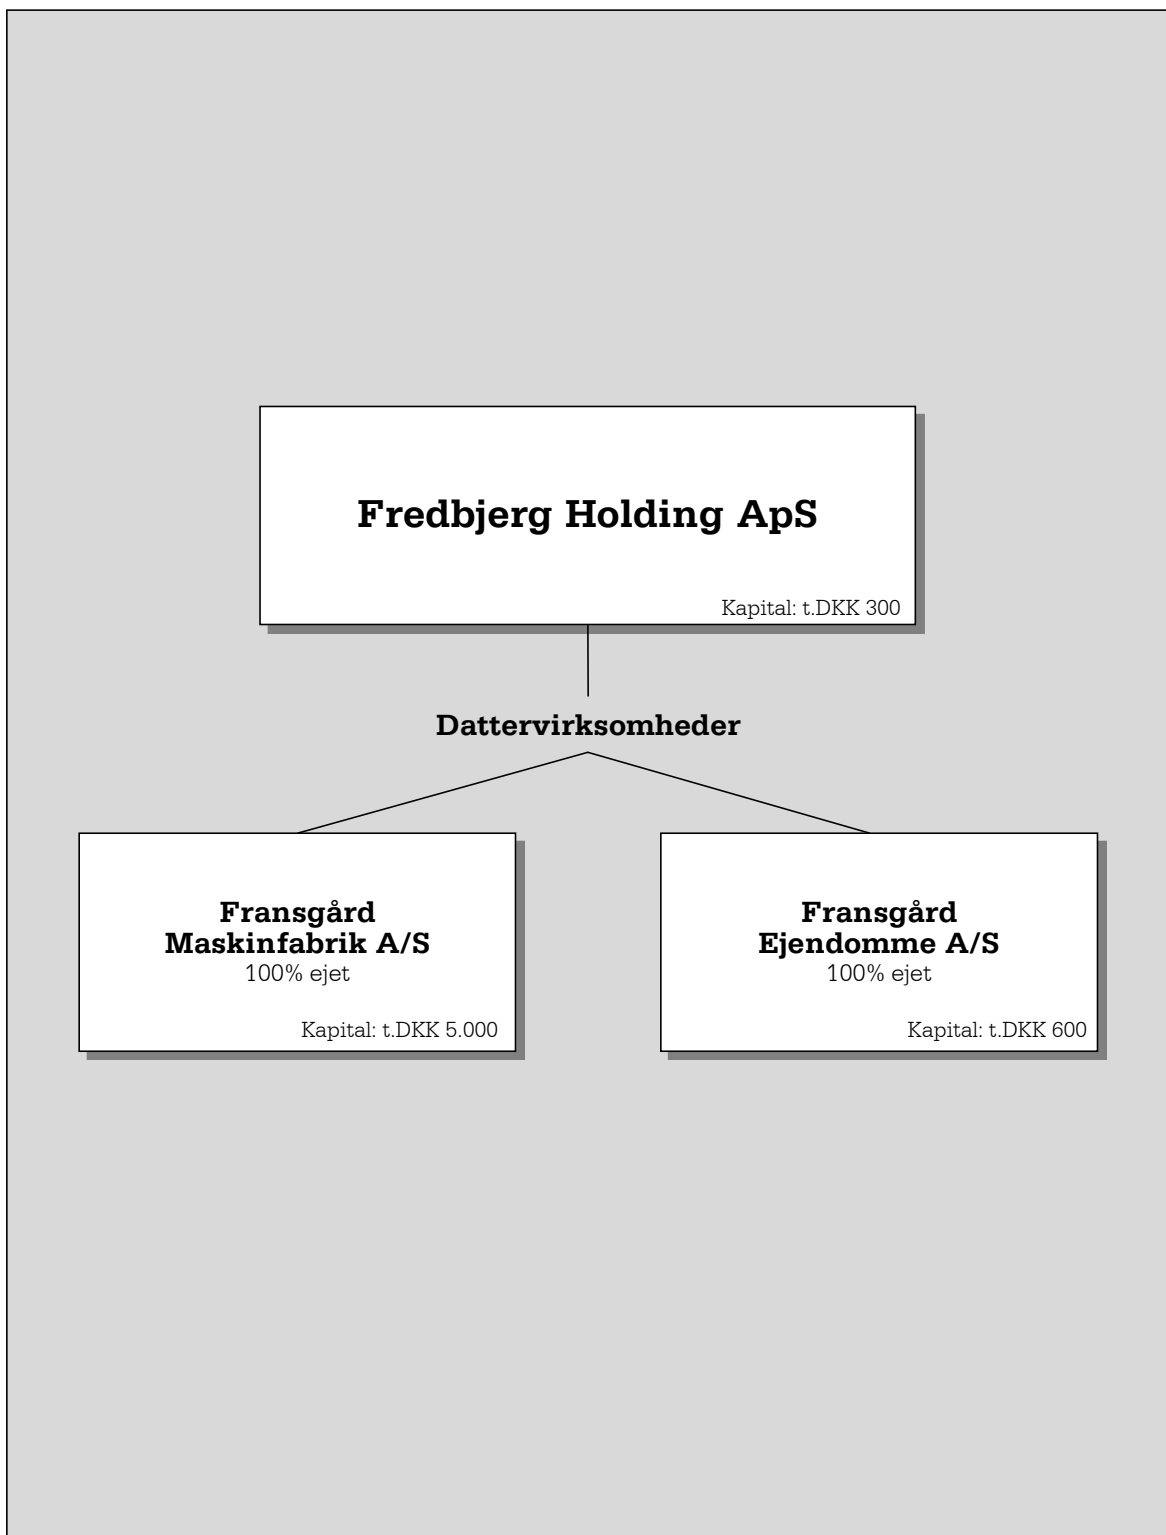 Fredbjerg Holding ApS
Kapital: t.DKK 300
Dattervirksomheder
Fransgård
Maskinfabrik A/S
100% ejet
Kapital: t.DKK 5.000
Fransgård
Ejendomme A/S
100% ejet
Kapital: t.DKK 600